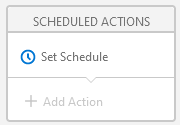 SCHEDULED ACTIONS
Set Schedule
Add Action